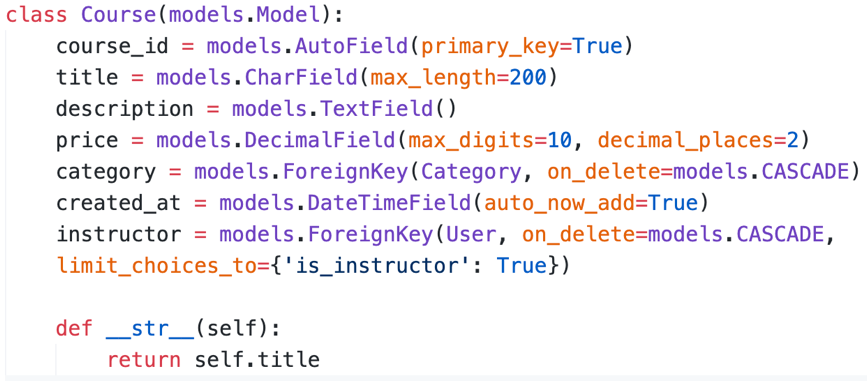 class Course(models.Model):
    course_id = models.AutoField(primary_key=True)
    title = models.CharField(max_length=200)
    description = models.TextField()
    price = models.DecimalField(max_digits=10, decimal_places=2)
    category = models.ForeignKey(Category, on_delete=models.CASCADE)
    created_at = models.DateTimeField(auto_now_add=True)
    instructor = models.ForeignKey(User, on_delete=models.CASCADE,
    limit_choices_to={'is_instructor': True})

    def __str__(self):
        return self.title